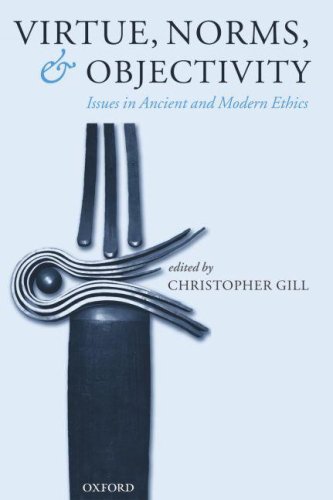 VIRTUE, NORMS,
& OBJECTIVITY
Issues in Ancient and Modern Ethics
edited by
CHRISTOPHER GILL
OXFORD